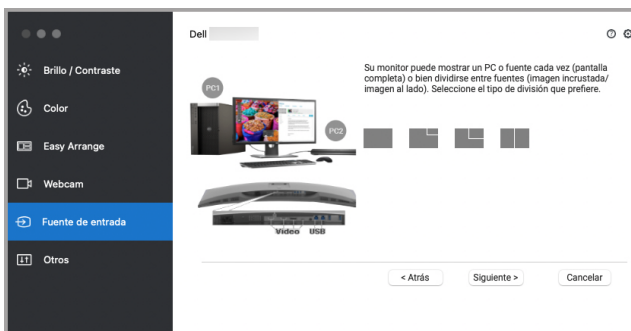 Dell
Brillo / Contraste
Color
Easy Arrange
Webcam
Fuente de entrada
Otros
Su monitor puede mostrar un PC o fuente cada vez (pantalla
completa) o bien dividirse entre fuentes (imagen incrustada/
imagen al lado). Seleccione el tipo de división que prefiere.
PC1
PC2
Video USB
< Atrás
Siguiente >
Cancelar